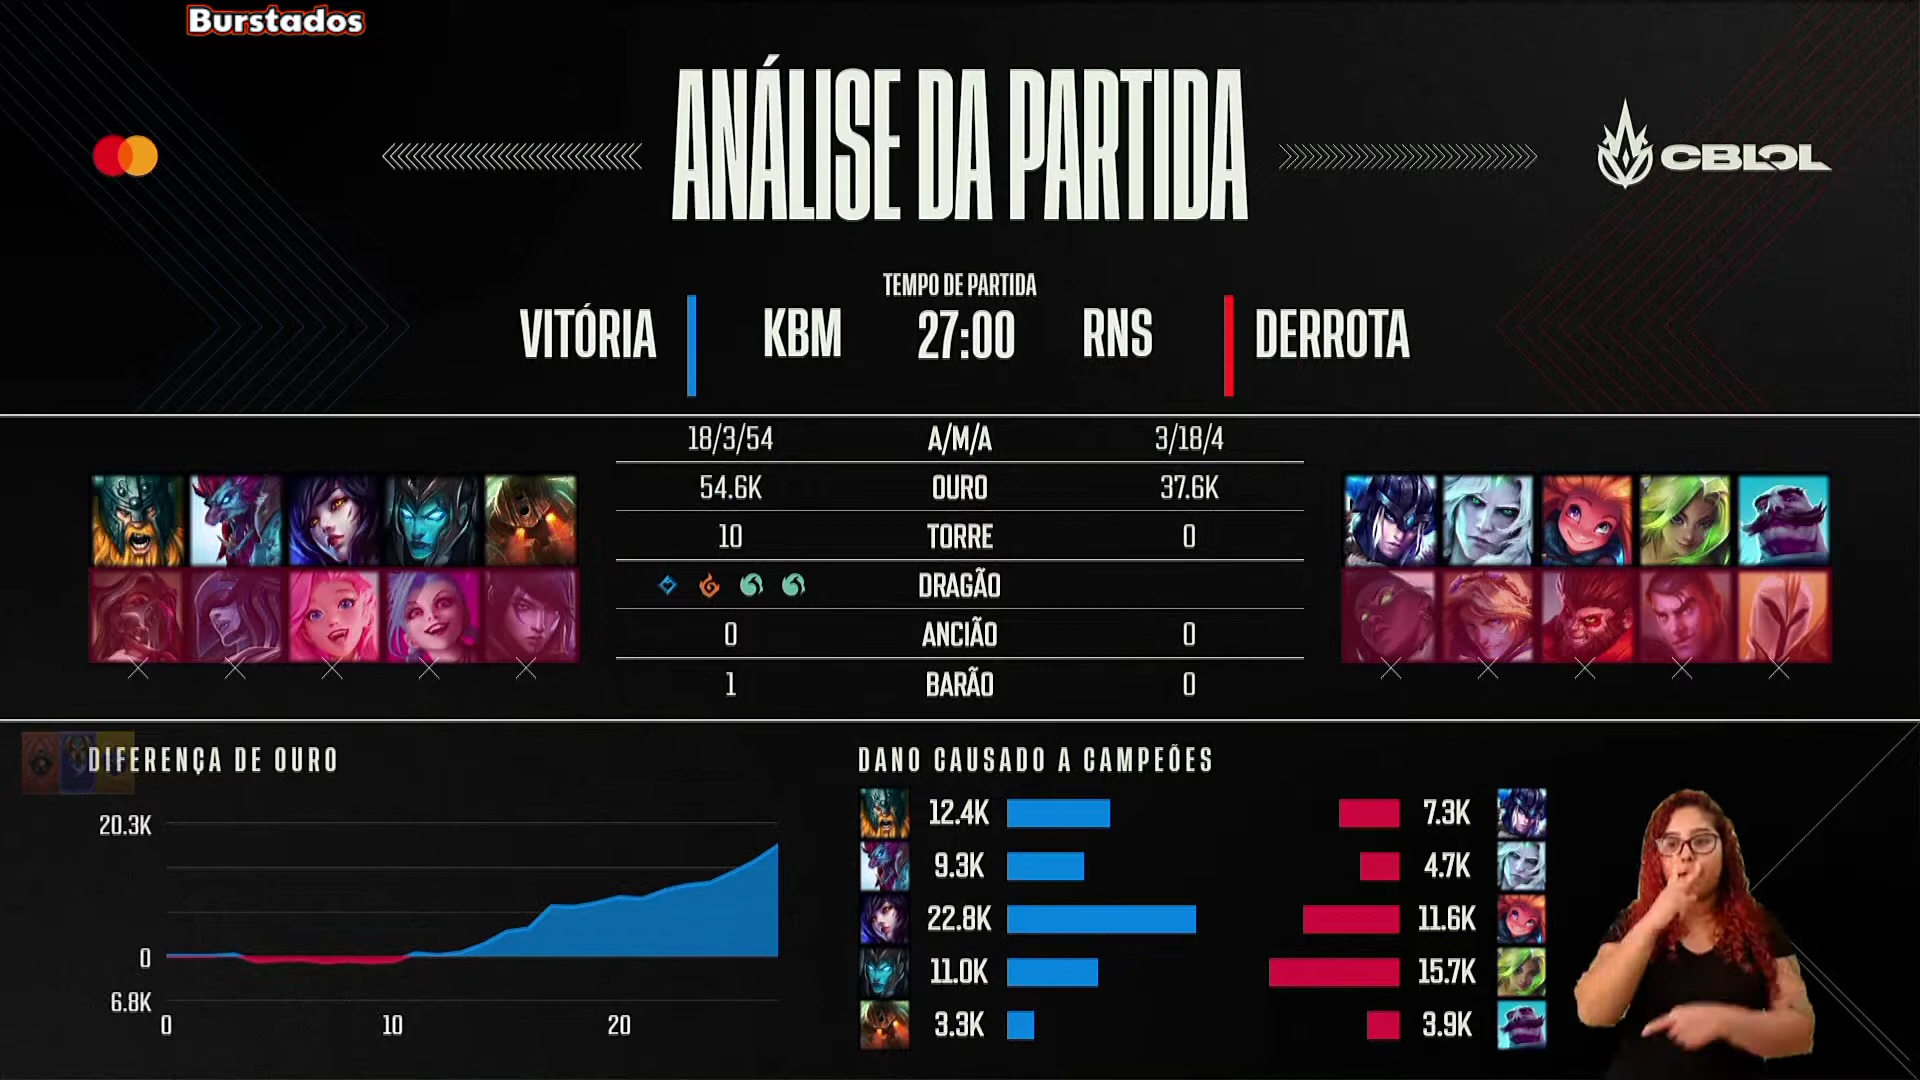 Burstados
ANÁLISE DA PARTIDA
CBLOL
TEMPO DE PARTIDA
VITÓRIA KBM 27:00 RNS DERROTA
18/3/54 A/M/A 3/18/4
54.6K OURO 37.6K
10 TORRE 0
DRAGÃO
0 ANCIÃO 0
1 BARÃO 0
DIFERENÇA DE OURO
20.3K
0
6.8K
0 10 20
DANO CAUSADO A CAMPEÕES
12.4K 7.3K
9.3K 4.7K
22.8K 11.6K
11.0K 15.7K
3.3K 3.9K